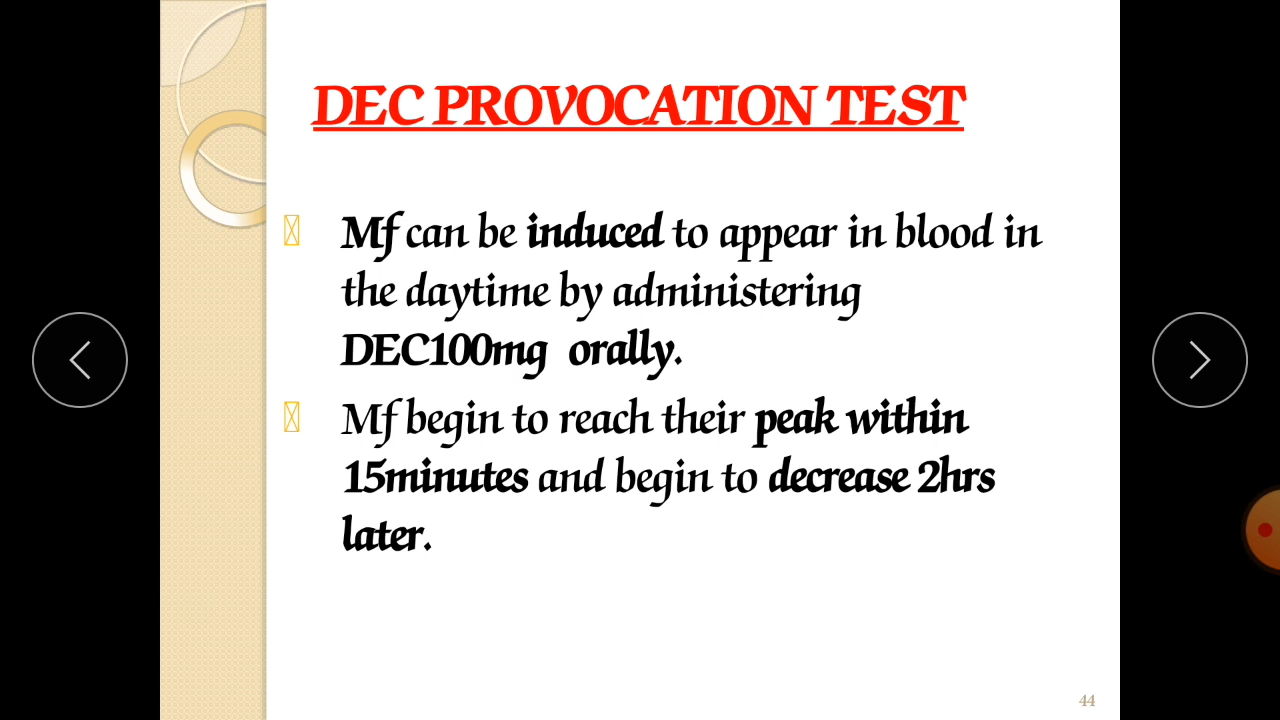 DEC PROVOCATION TEST
Mf can be induced to appear in blood in
the daytime by administering
DEC100mg orally.
Mf begin to reach their peak within
15minutes and begin to decrease 2hrs
later.
44